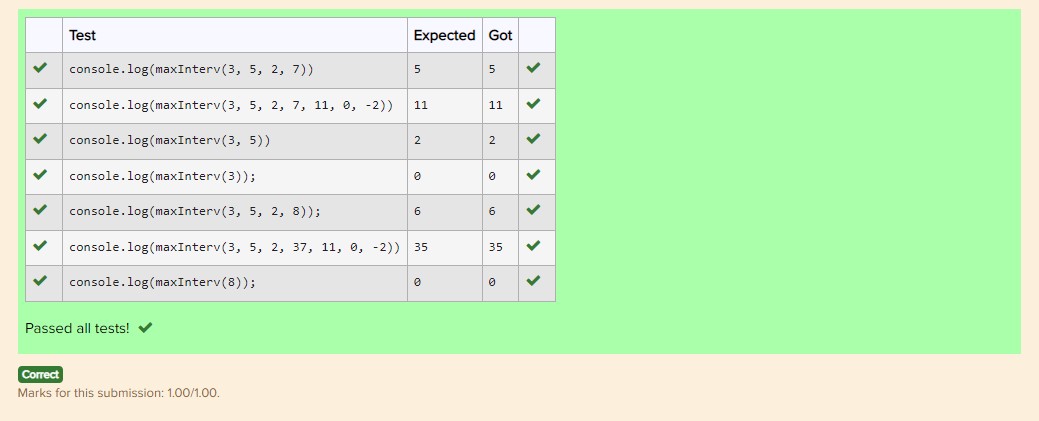 Test Expected Got
console.log(maxInterv(3, 5, 2, 7)) 5 5
console.log(maxInterv(3, 5, 2, 7, 11, 0, -2)) 11 11
console.log(maxInterv(3, 5)) 2 2
console.log(maxInterv(3)); 0 0
console.log(maxInterv(3, 5, 2, 8)); 6 6
console.log(maxInterv(3, 5, 2, 37, 11, 0, -2)) 35 35
console.log(maxInterv(8)); 0 0
Passed all tests!
Correct
Marks for this submission: 1.00/1.00.